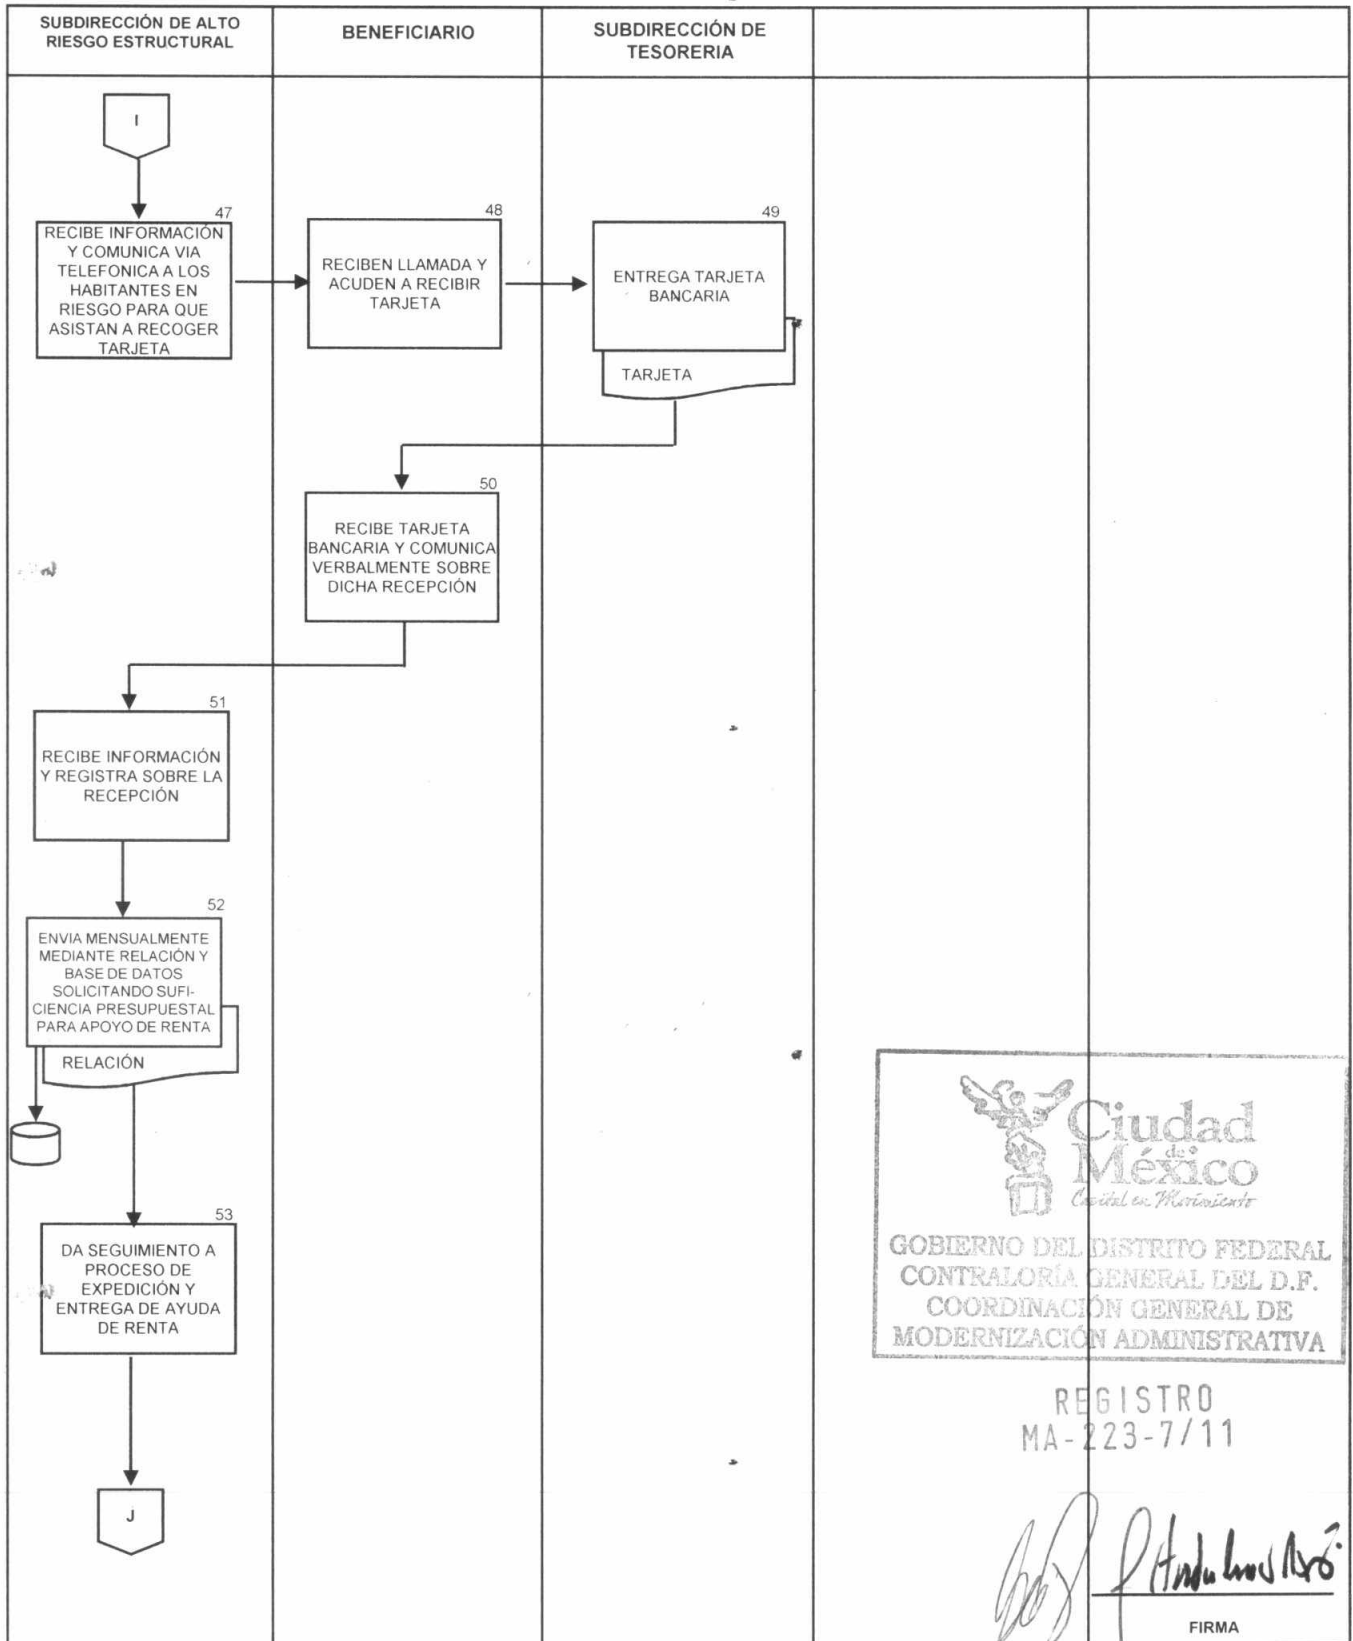 SUBDIRECCIÓN DE ALTO
RIESGO ESTRUCTURAL
BENEFICIARIO
SUBDIRECCIÓN DE
TESORERIA
I
47
RECIBE INFORMACIÓN
Y COMUNICA VIA
TELEFONICA A LOS
HABITANTES EN
RIESGO PARA QUE
ASISTAN A RECOGER
TARJETA
48
RECIBEN LLAMADA Y
ACUDEN A RECIBIR
TARJETA
49
ENTREGA TARJETA
BANCARIA
TARJETA
50
RECIBE TARJETA
BANCARIA Y COMUNICA
VERBALMENTE SOBRE
DICHA RECEPCIÓN
51
RECIBE INFORMACIÓN
Y REGISTRA SOBRE LA
RECEPCIÓN
52
ENVIA MENSUALMENTE
MEDIANTE RELACIÓN Y
BASE DE DATOS
SOLICITANDO SUFI-
CIENCIA PRESUPUESTAL
PARA APOYO DE RENTA
RELACIÓN
53
DA SEGUIMIENTO A
PROCESO DE
EXPEDICIÓN Y
ENTREGA DE AYUDA
DE RENTA
J
Ciudad
de
México
Capital en Movimiento
GOBIERNO DEL DISTRITO FEDERAL
CONTRALORÍA GENERAL DEL D.F.
COORDINACIÓN GENERAL DE
MODERNIZACIÓN ADMINISTRATIVA
REGISTRO
MA-223-7/11
FIRMA